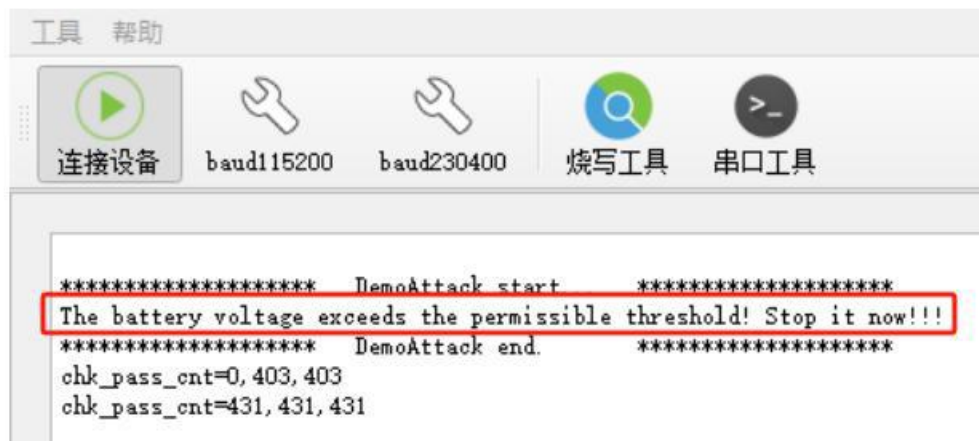 工具 帮助
连接设备 baud115200 baud230400 烧写工具 >_ 串口工具
******************** DemoAttack start... ********************
The battery voltage exceeds the permissible threshold! Stop it now!!!
******************** DemoAttack end. ********************
chk_pass_cnt=0,403,403
chk_pass_cnt=431,431,431